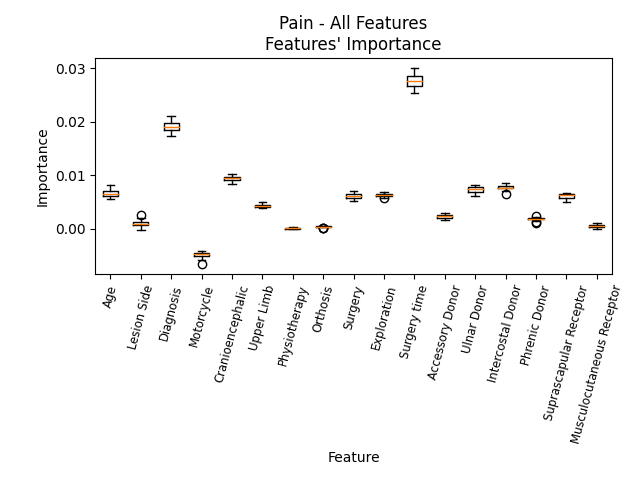 Pain - All Features
Features' Importance
0.03
0.02
0.01
0.00
Importance
Age
Lesion Side
Diagnosis
Motorcycle
Cranioencephalic
Upper Limb
Physiotherapy
Orthosis
Surgery
Exploration
Surgery time
Accessory Donor
Ulnar Donor
Intercostal Donor
Phrenic Donor
Suprascapular Receptor
Musculocutaneous Receptor
Feature